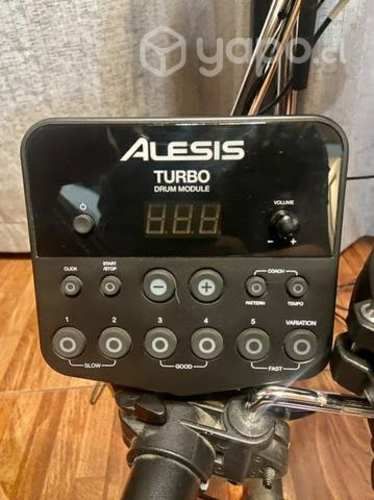 yapo.cl
ALESIS
TURBO
DRUM MODULE
VOLUME
- +
CLICK
START
/STOP
- +
COACH
PATTERN TEMPO
1 2 3 4 5 VARIATION
SLOW GOOD FAST